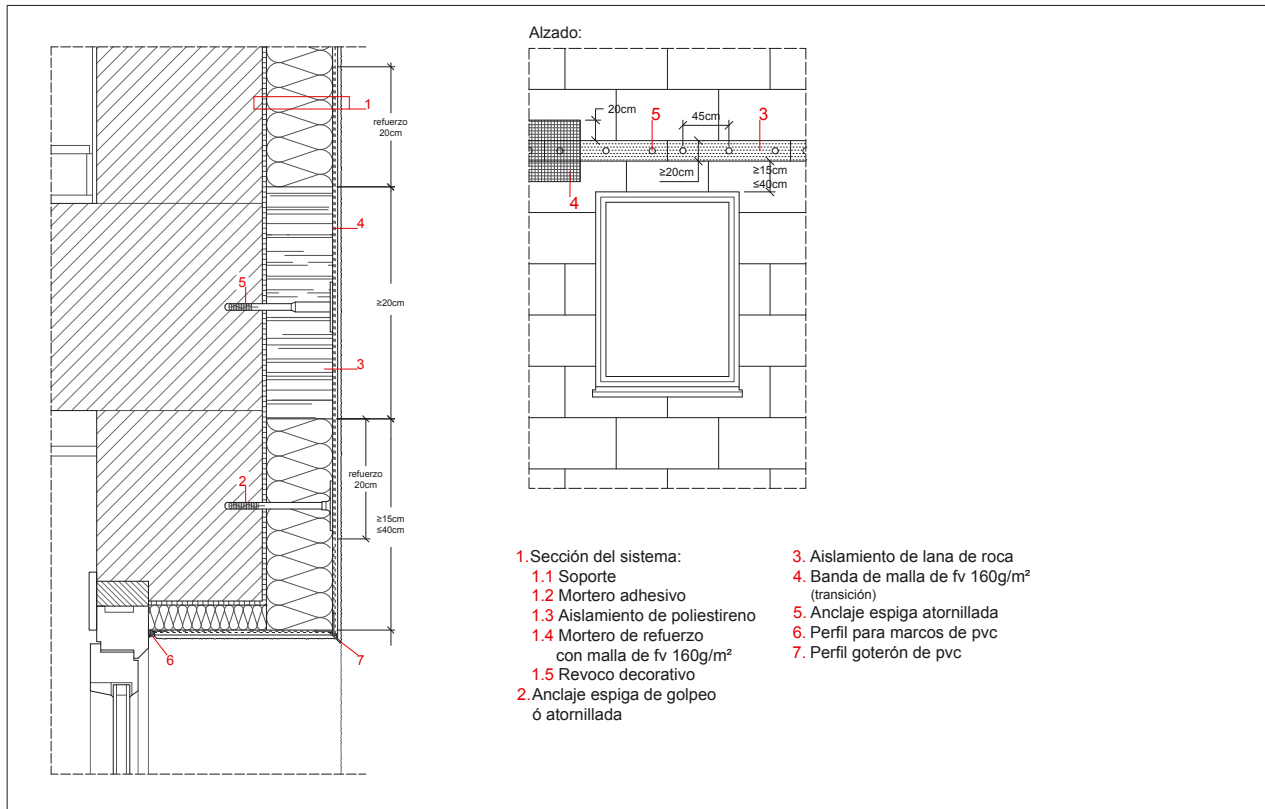 1
refuerzo
20cm
4
5
≥20cm
3
2
refuerzo
20cm
≥15cm
≤40cm
6
7
Alzado:
20cm
5
45cm
3
≥20cm
≥15cm
≤40cm
4
1.Sección del sistema:
1.1 Soporte
1.2 Mortero adhesivo
1.3 Aislamiento de poliestireno
1.4 Mortero de refuerzo
con malla de fv 160g/m²
1.5 Revoco decorativo
2.Anclaje espiga de golpeo
ó atornillada
3. Aislamiento de lana de roca
4. Banda de malla de fv 160g/m²
(transición)
5. Anclaje espiga atornillada
6. Perfil para marcos de pvc
7. Perfil goterón de pvc